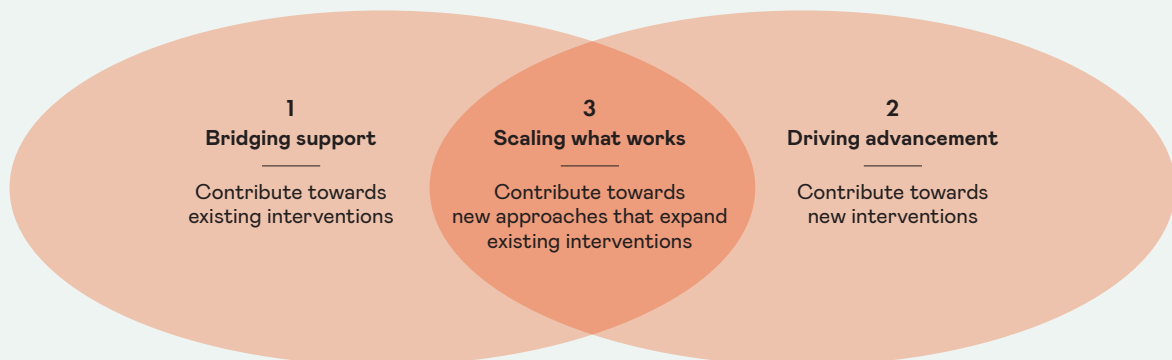 1
Bridging support
Contribute towards
existing interventions
3
Scaling what works
Contribute towards
new approaches that expand
existing interventions
2
Driving advancement
Contribute towards
new interventions